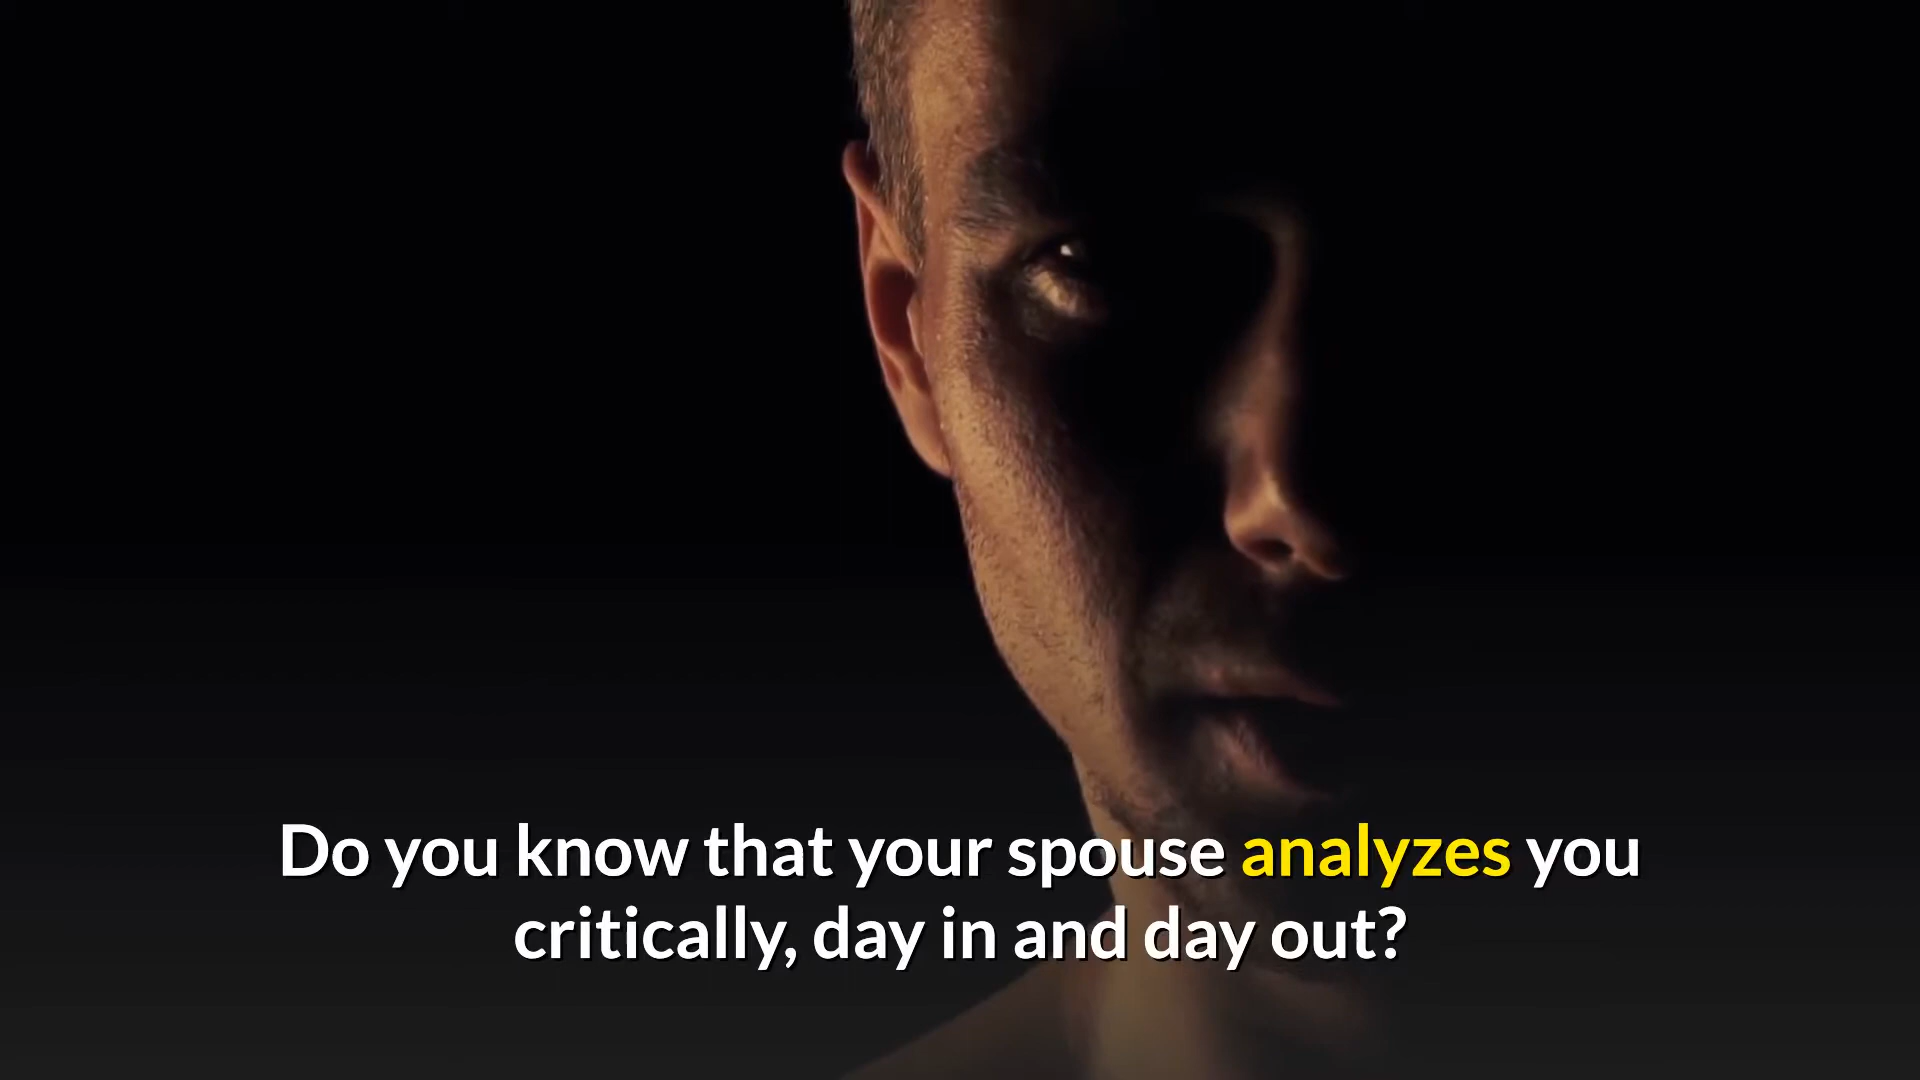 Do you know that your spouse analyzes you
critically, day in and day out?